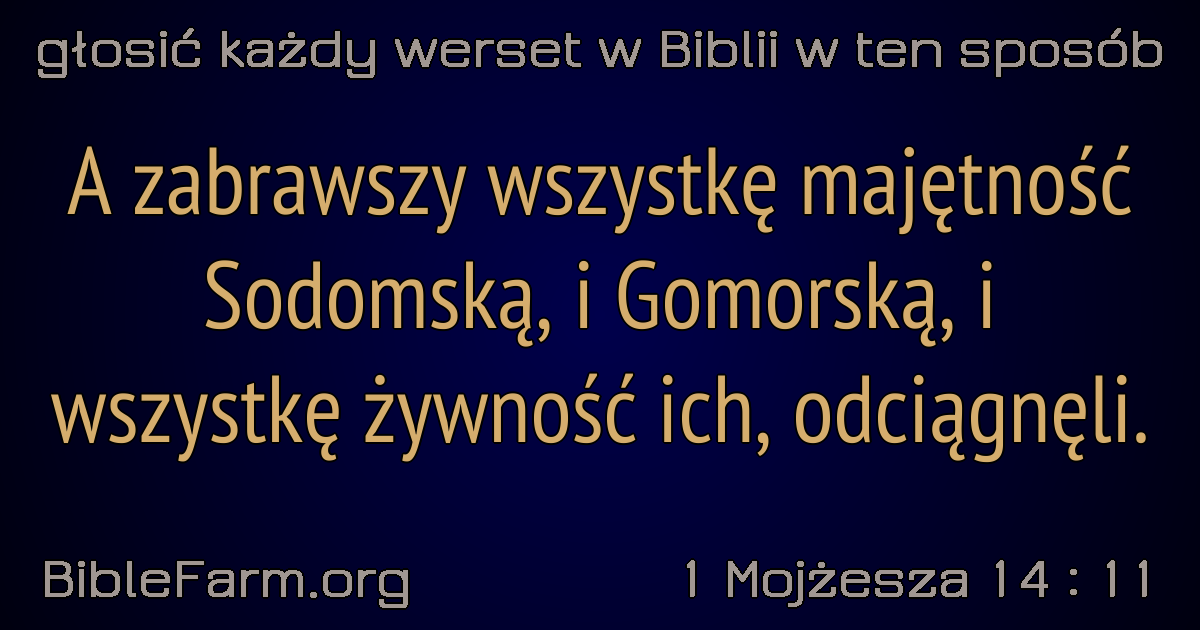 głosić każdy werset w Biblii w ten sposób
A zabrawszy wszystkę majętność
Sodomską, i Gomorską, i
wszystkę żywność ich, odciągnęli.
BibleFarm.org
1 Mojżesza 14 : 11